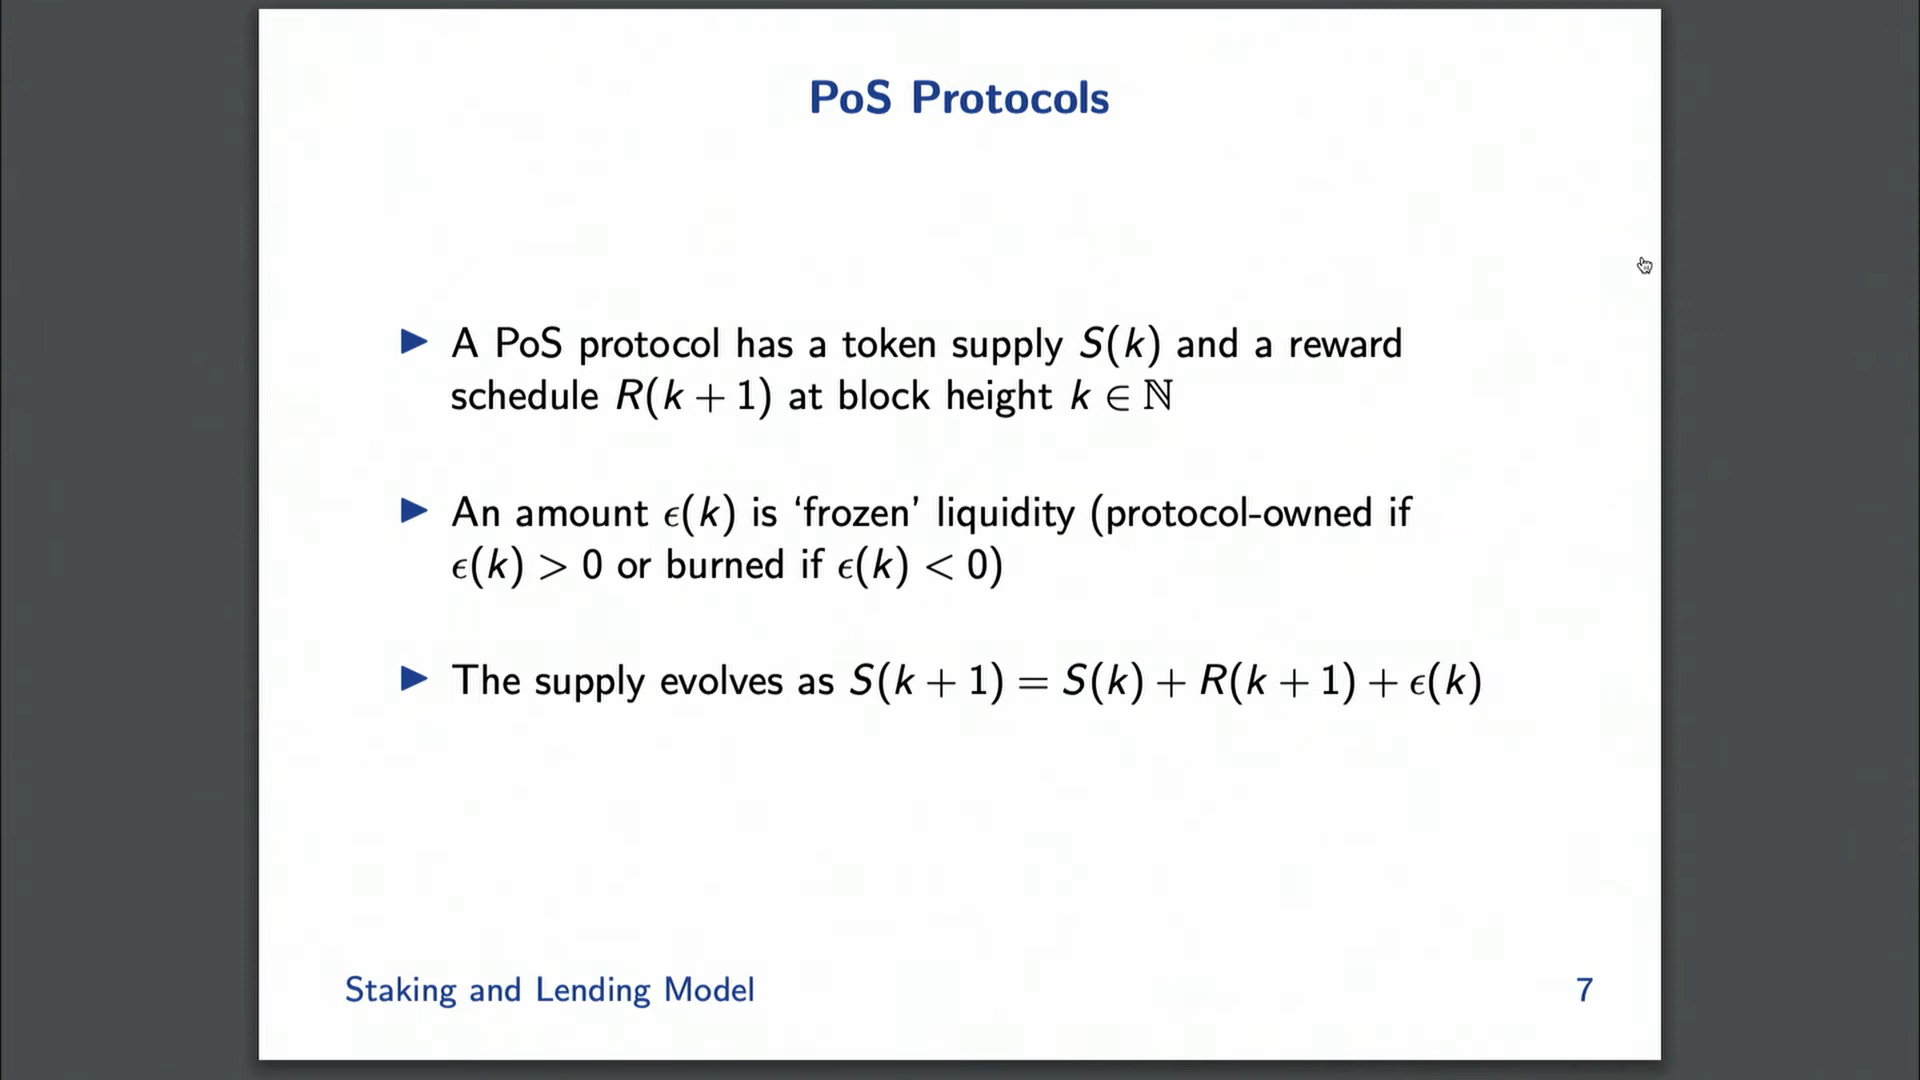 PoS Protocols
▶ A PoS protocol has a token supply S(k) and a reward
schedule R(k + 1) at block height k ∈ ℕ
▶ An amount ϵ(k) is ‘frozen’ liquidity (protocol-owned if
ϵ(k) > 0 or burned if ϵ(k) < 0)
▶ The supply evolves as S(k + 1) = S(k) + R(k + 1) + ϵ(k)
Staking and Lending Model 7